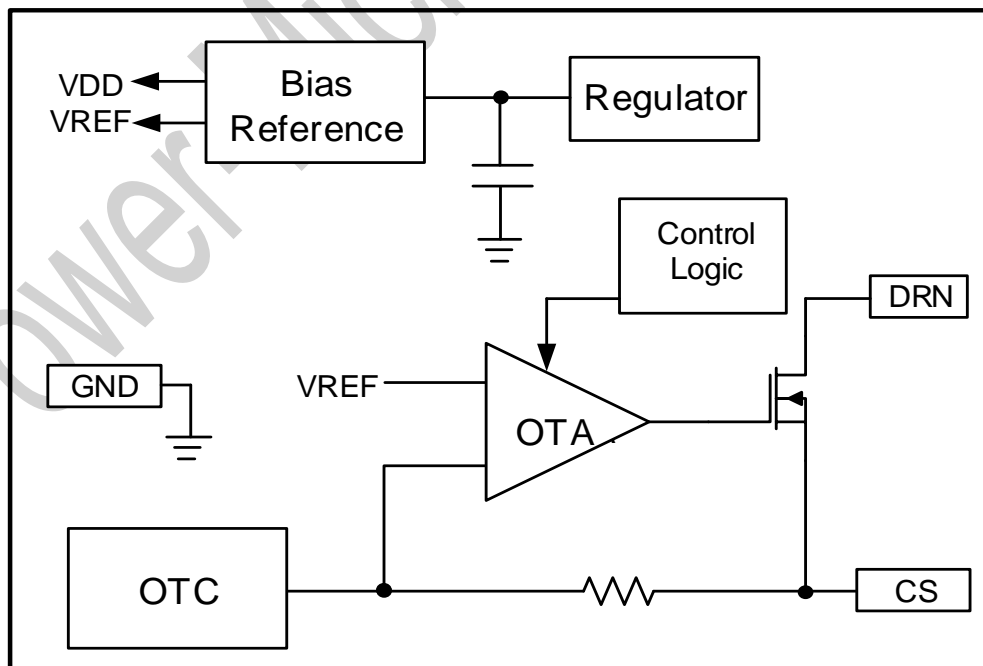 VDD
VREF
Bias
Reference
Regulator
Control
Logic
DRN
GND
VREF
OTA
OTC
CS